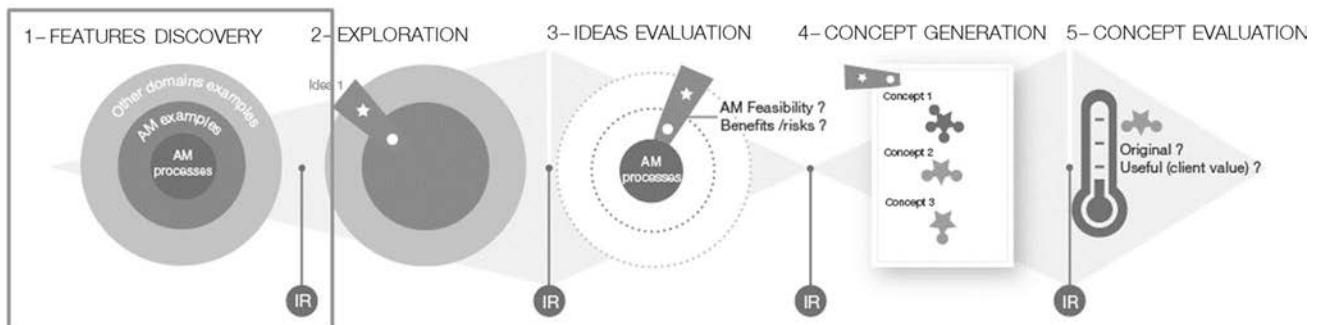 1- FEATURES DISCOVERY
2- EXPLORATION
3- IDEAS EVALUATION
4- CONCEPT GENERATION
5- CONCEPT EVALUATION
Other domains examples
AM examples
AM
processes
Idea 1
AM
processes
AM Feasibility ?
Benefits /risks ?
Concept 1
Concept 2
Concept 3
Original ?
Useful (client value) ?
IR
IR
IR
IR